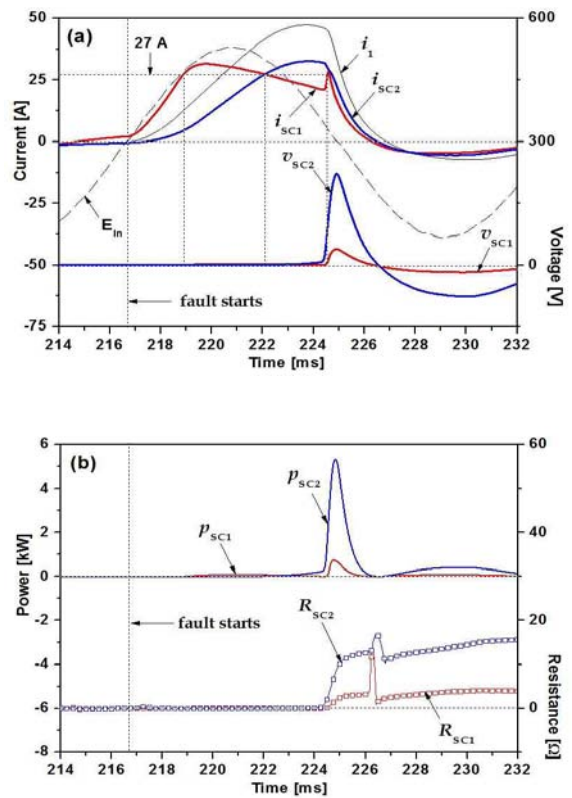 (a)
27 A
i1
iSC2
iSC1
vSC2
Ein
vSC1
fault starts
Current [A]
50
25
0
-25
-50
-75
600
300
0
Voltage [V]
214 216 218 220 222 224 226 228 230 232
Time [ms]
(b)
pSC2
pSC1
fault starts
RSC2
RSC1
Power [kW]
6
4
2
0
-2
-4
-6
-8
60
30
0
Resistance [Ω]
214 216 218 220 222 224 226 228 230 232
Time [ms]